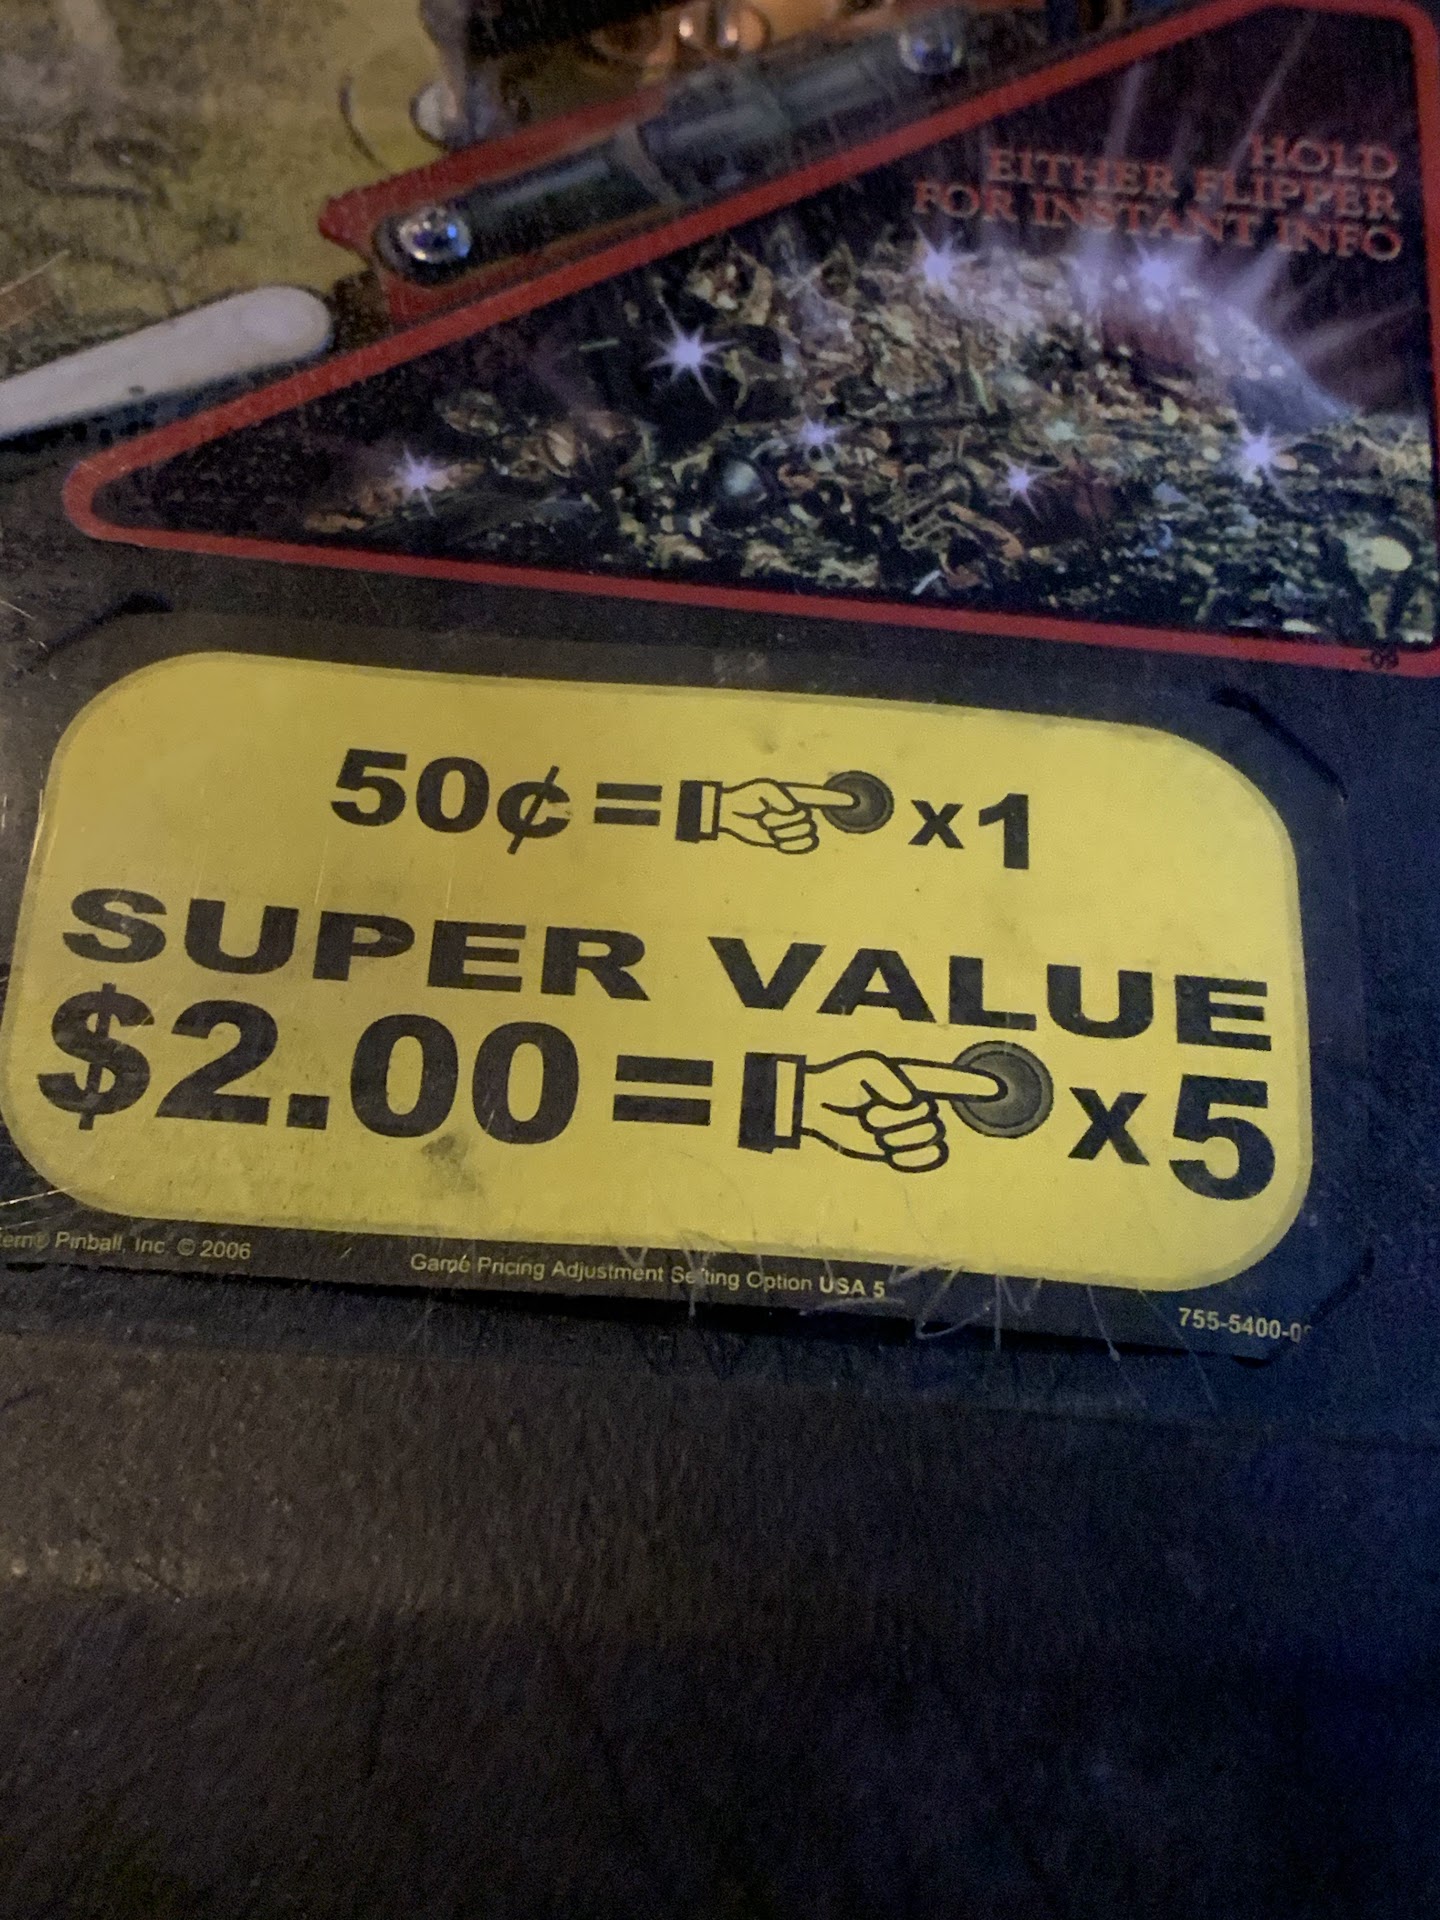 HOLD
EITHER FLIPPER
FOR INSTANT INFO
-09
50¢= x1
SUPER VALUE
$2.00= x5
Pinball, Inc. © 2006
Game Pricing Adjustment Setting Option USA 5